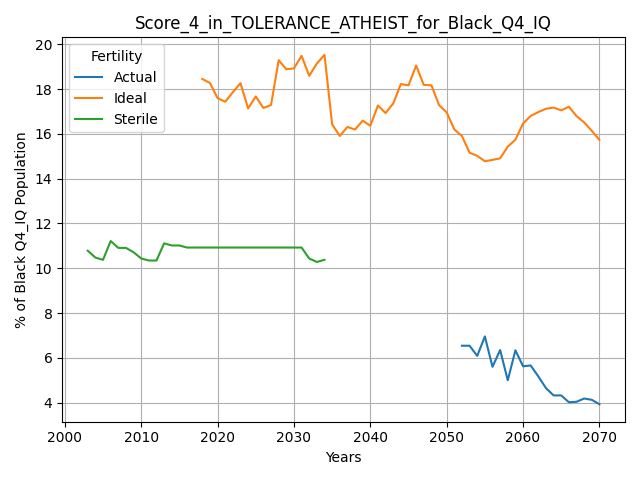 Score_4_in_TOLERANCE_ATHEIST_for_Black_Q4_IQ
Fertility
Actual
Ideal
Sterile
% of Black Q4_IQ Population
20
18
16
14
12
10
8
6
4
2000 2010 2020 2030 2040 2050 2060 2070
Years